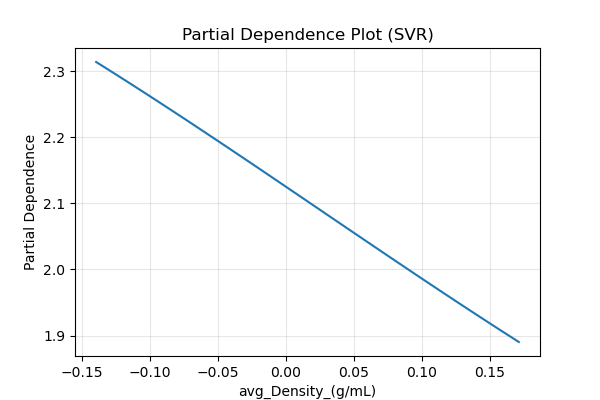 Partial Dependence Plot (SVR)
Partial Dependence
2.3
2.2
2.1
2.0
1.9
−0.15 −0.10 −0.05 0.00 0.05 0.10 0.15
avg_Density_(g/mL)